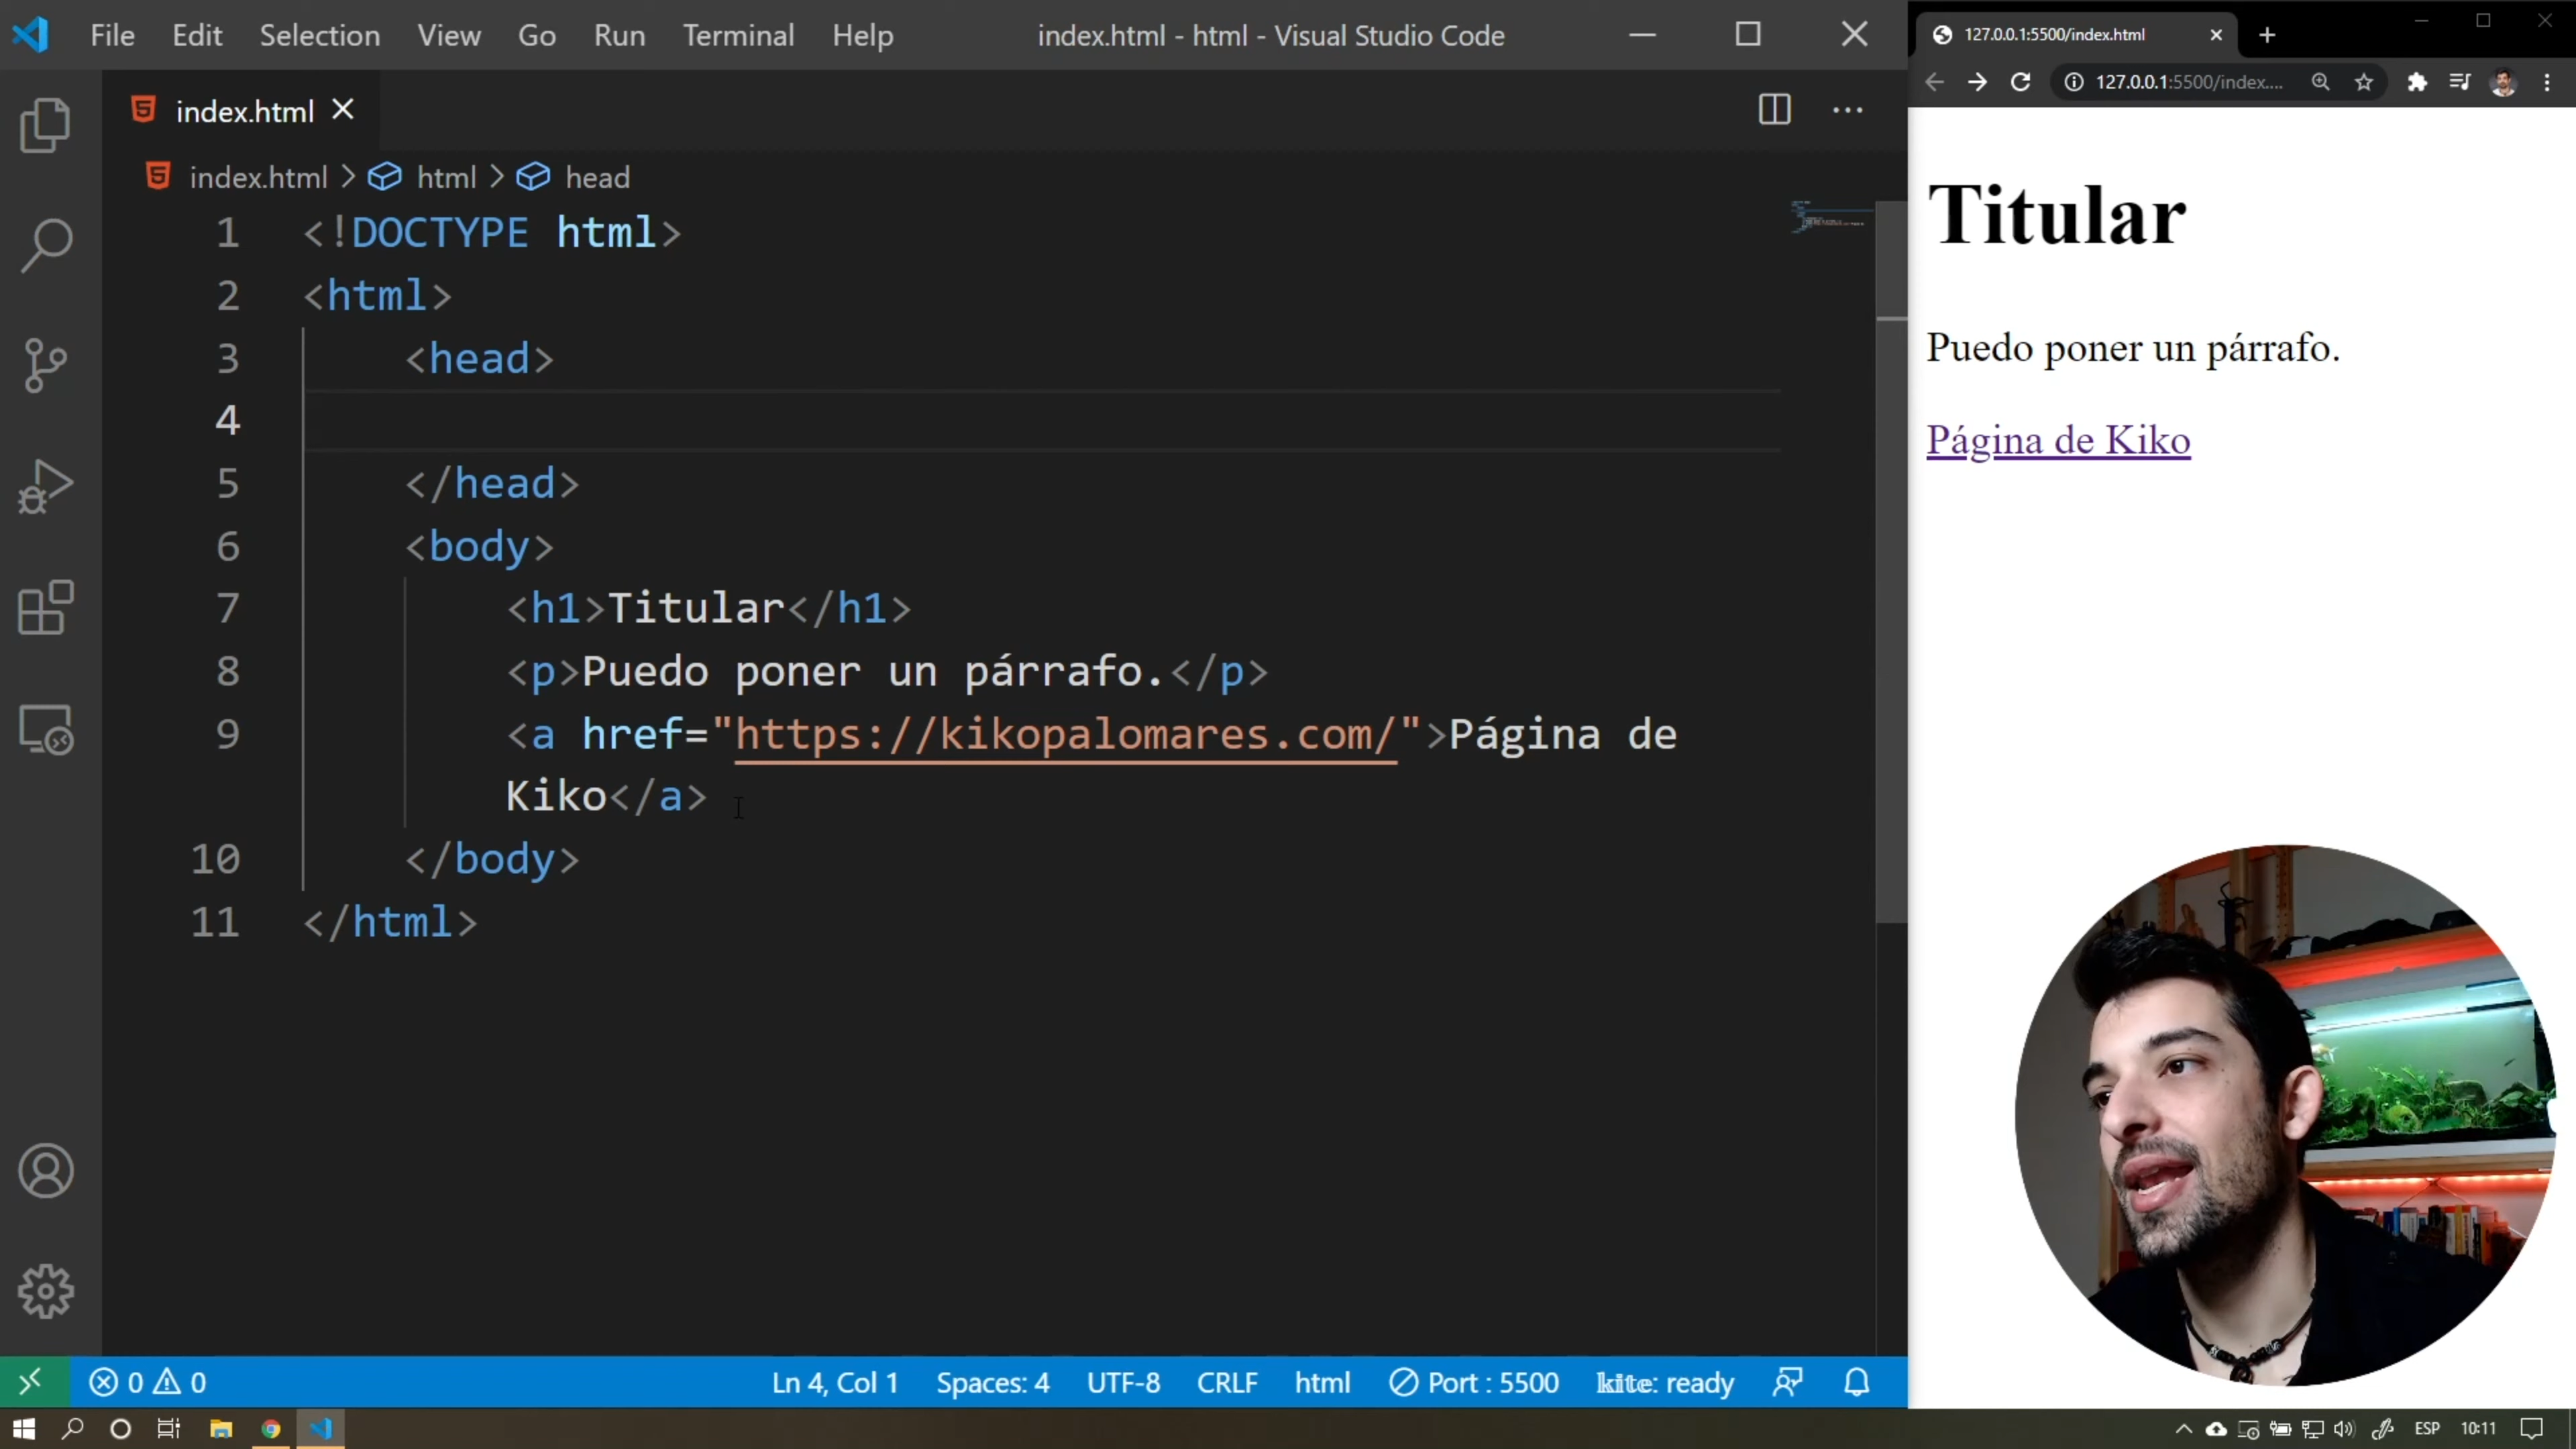 File Edit Selection View Go Run Terminal Help
index.html - html - Visual Studio Code
index.html
index.html > html > head
1 <!DOCTYPE html>
2 <html>
3 <head>
4
5 </head>
6 <body>
7 <h1>Titular</h1>
8 <p>Puedo poner un párrafo.</p>
9 <a href="https://kikopalomares.com/">Página de
Kiko</a>
10 </body>
11 </html>
0 0
Ln 4, Col 1 Spaces: 4 UTF-8 CRLF html Port : 5500 kite: ready
127.0.0.1:5500/index.html
127.0.0.1:5500/index....
Titular
Puedo poner un párrafo.
Página de Kiko
ESP 10:11